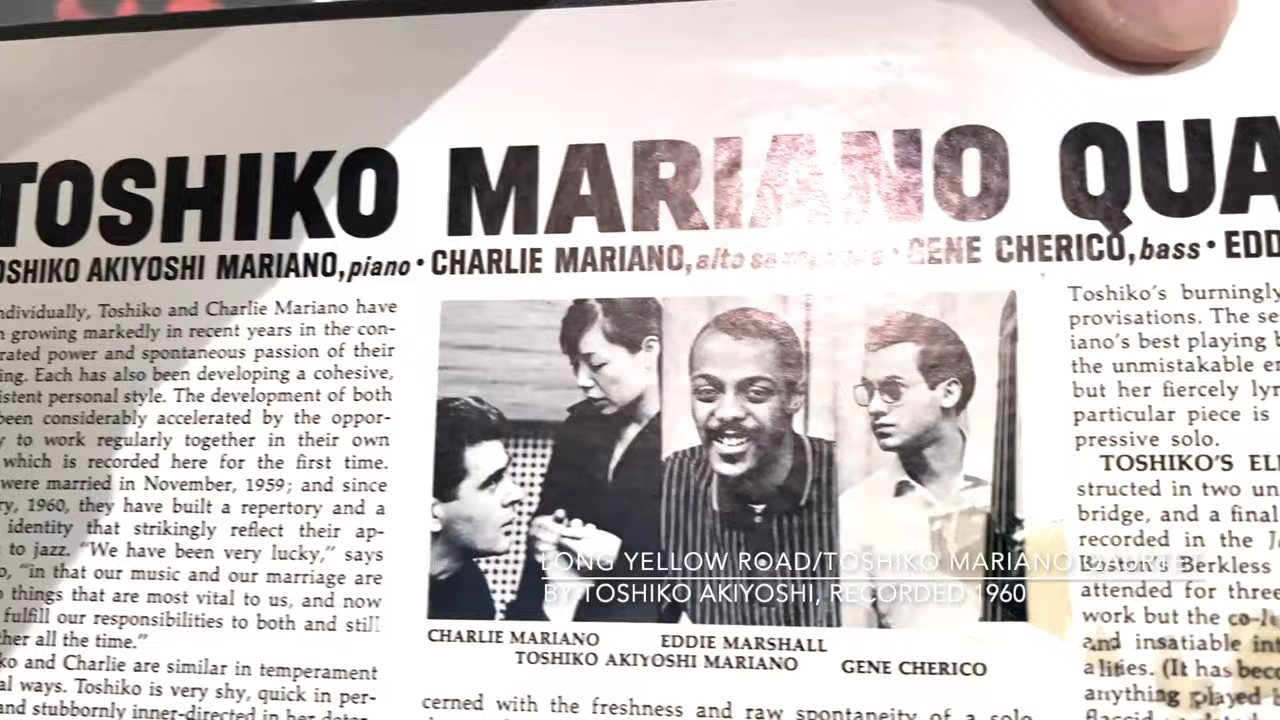 TOSHIKO MARIANO QUA
OSHIKO AKIYOSHI MARIANO, piano • CHARLIE MARIANO, alto • GENE CHERICO, bass • EDD
ndividually, Toshiko and Charlie Mariano have
n growing markedly in recent years in the con-
rated power and spontaneous passion of their
ing. Each has also been developing a cohesive,
istent personal style. The development of both
been considerably accelerated by the oppor-
y to work regularly together in their own
which is recorded here for the first time.
were married in November, 1959; and since
ry, 1960, they have built a repertory and a
identity that strikingly reflect their ap-
to jazz. "We have been very lucky," says
o, "in that our music and our marriage are
o things that are most vital to us, and now
fulfill our responsibilities to both and still
ther all the time."
ko and Charlie are similar in temperament
al ways. Toshiko is very shy, quick in per-
and stubbornly inner-directed in her deter-
CHARLIE MARIANO EDDIE MARSHALL
TOSHIKO AKIYOSHI MARIANO GENE CHERICO
cerned with the freshness and raw spontaneity of a solo
Toshiko's burningly
provisations. The se
iano's best playing b
the unmistakable en
but her fiercely lyr
particular piece is
pressive solo.
TOSHIKO'S ELE
structed in two un
bridge, and a final
recorded in the
Boston's Berkless
attended for three
work but the co-l
and insatiable int
alities. (It has beco
anything played
flaccid
LONG YELLOW ROAD/TOSHIKO MARIANO QAURTE
BY TOSHIKO AKIYOSHI, RECORDED 1960